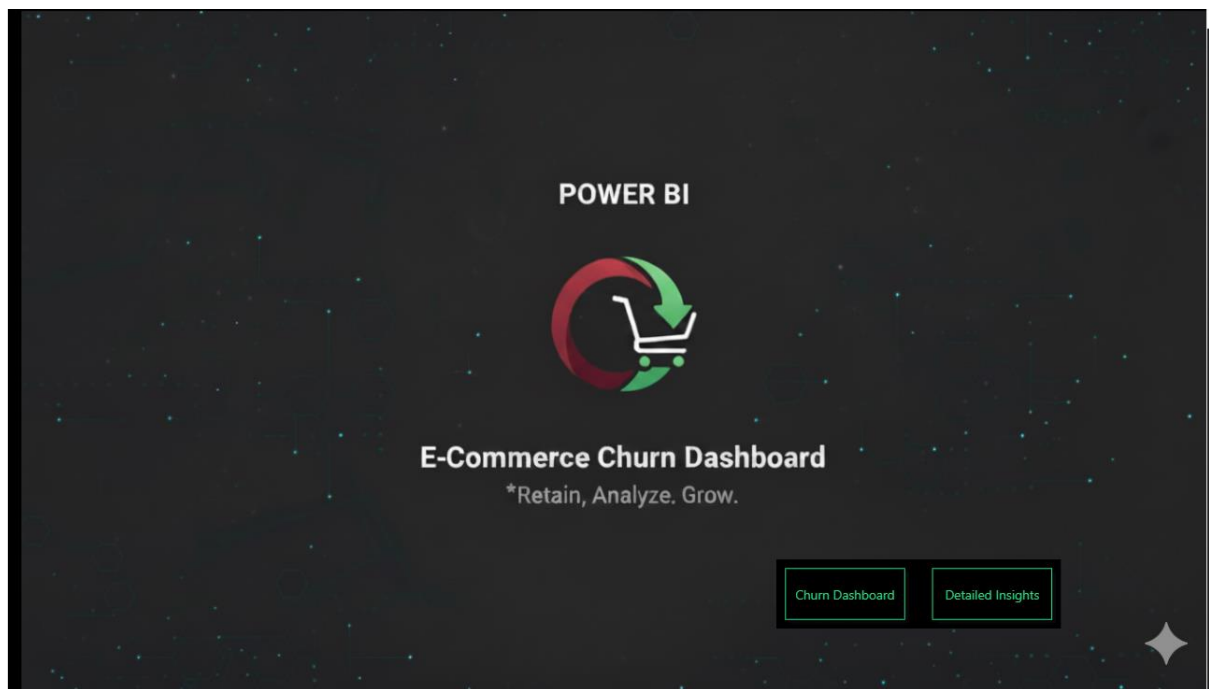 POWER BI
E-Commerce Churn Dashboard
*Retain, Analyze. Grow.
Churn Dashboard
Detailed Insights